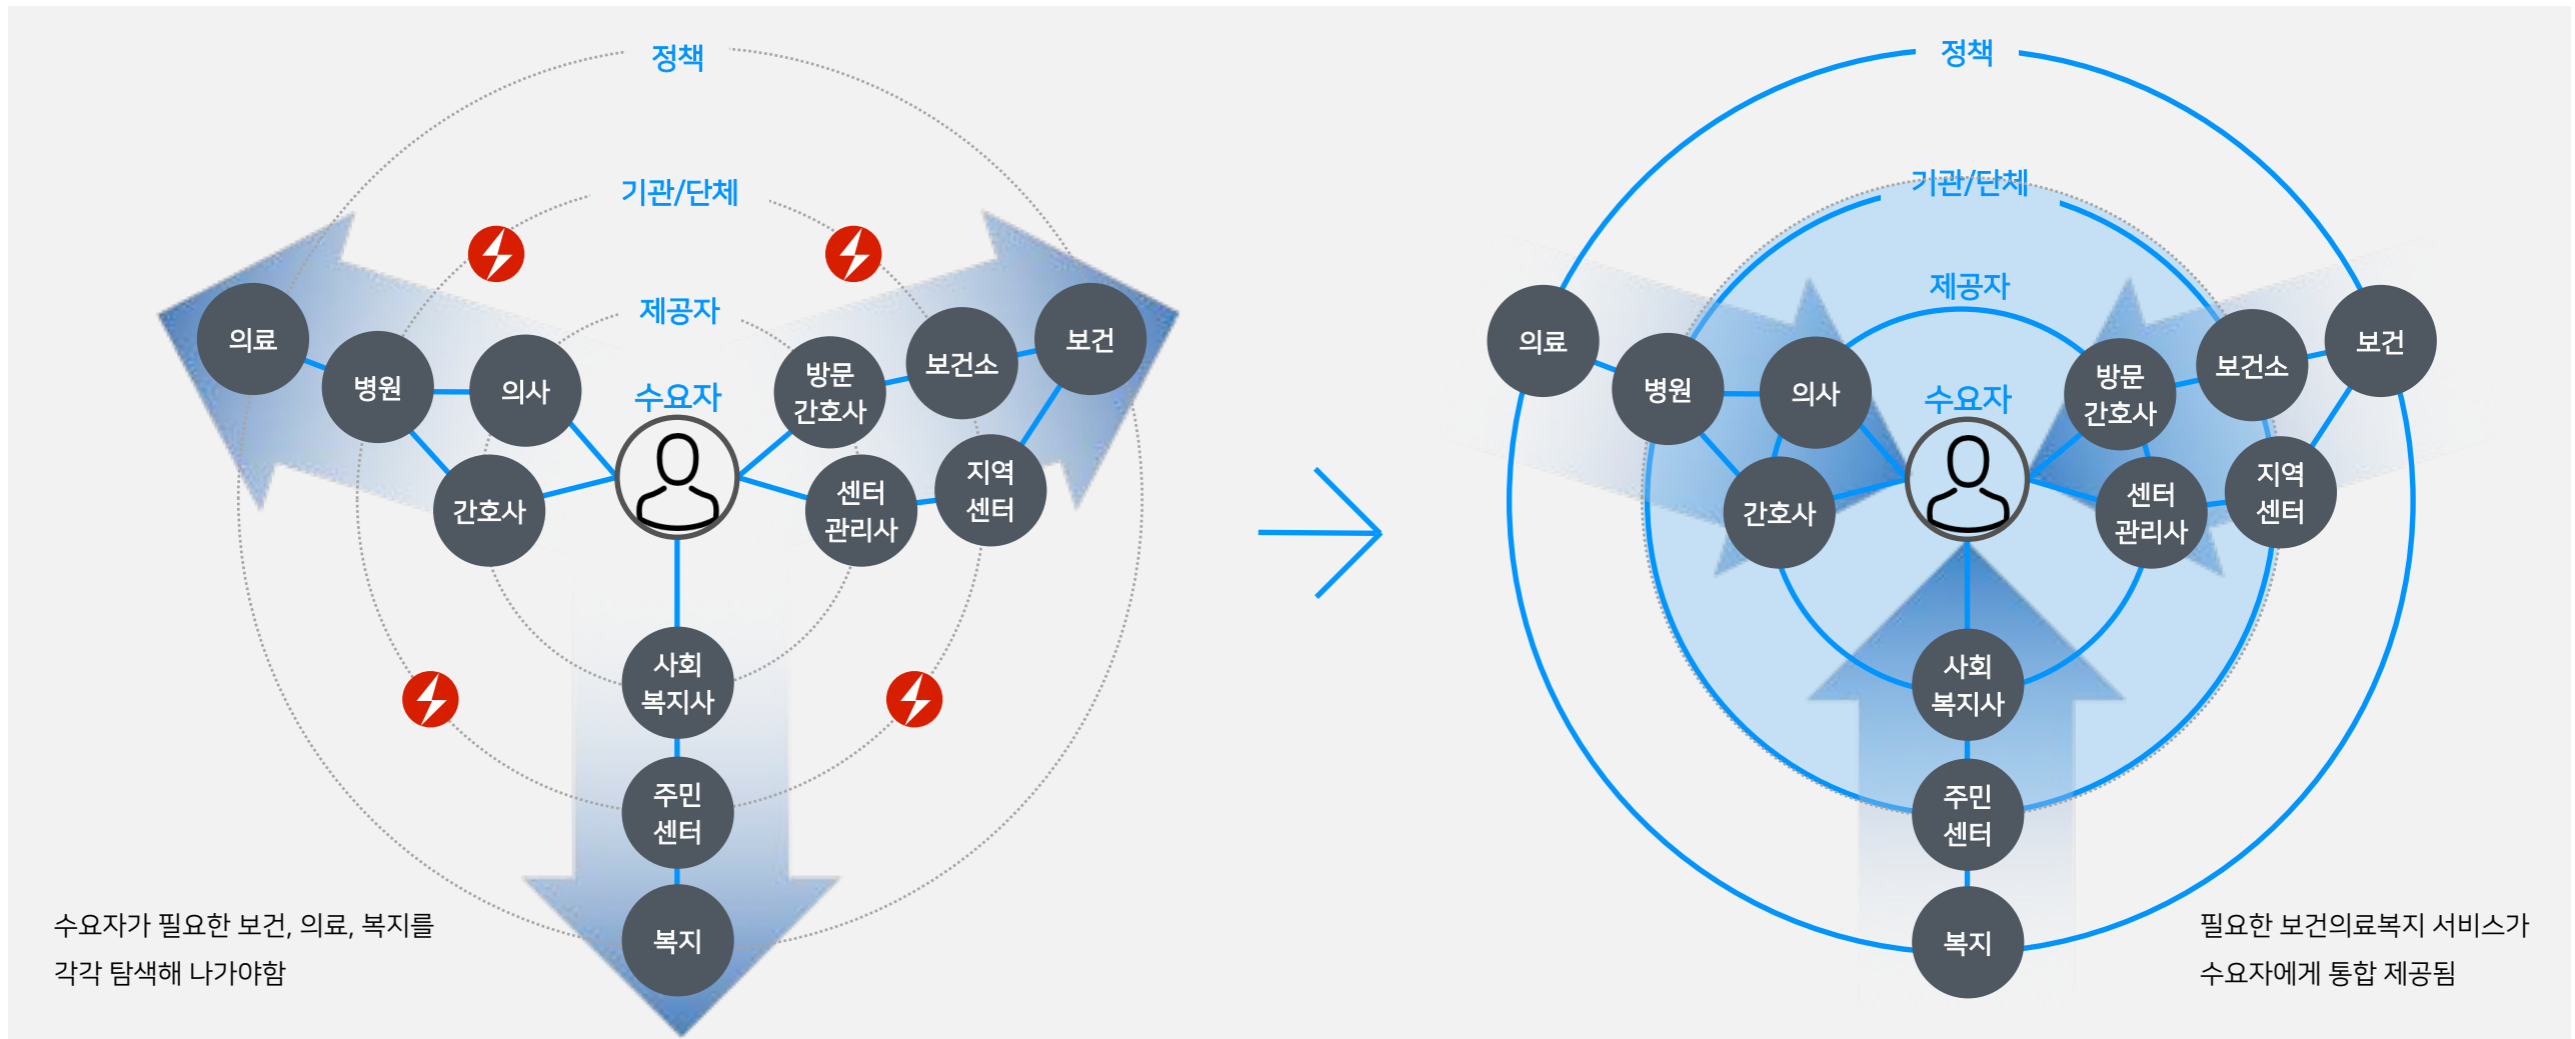 정책
기관/단체
제공자
수요자
의료
병원
의사
간호사
방문
간호사
보건소
보건
센터
관리사
지역
센터
사회
복지사
주민
센터
복지
수요자가 필요한 보건, 의료, 복지를
각각 탐색해 나가야함
정책
기관/단체
제공자
수요자
의료
병원
의사
간호사
방문
간호사
보건소
보건
센터
관리사
지역
센터
사회
복지사
주민
센터
복지
필요한 보건의료복지 서비스가
수요자에게 통합 제공됨